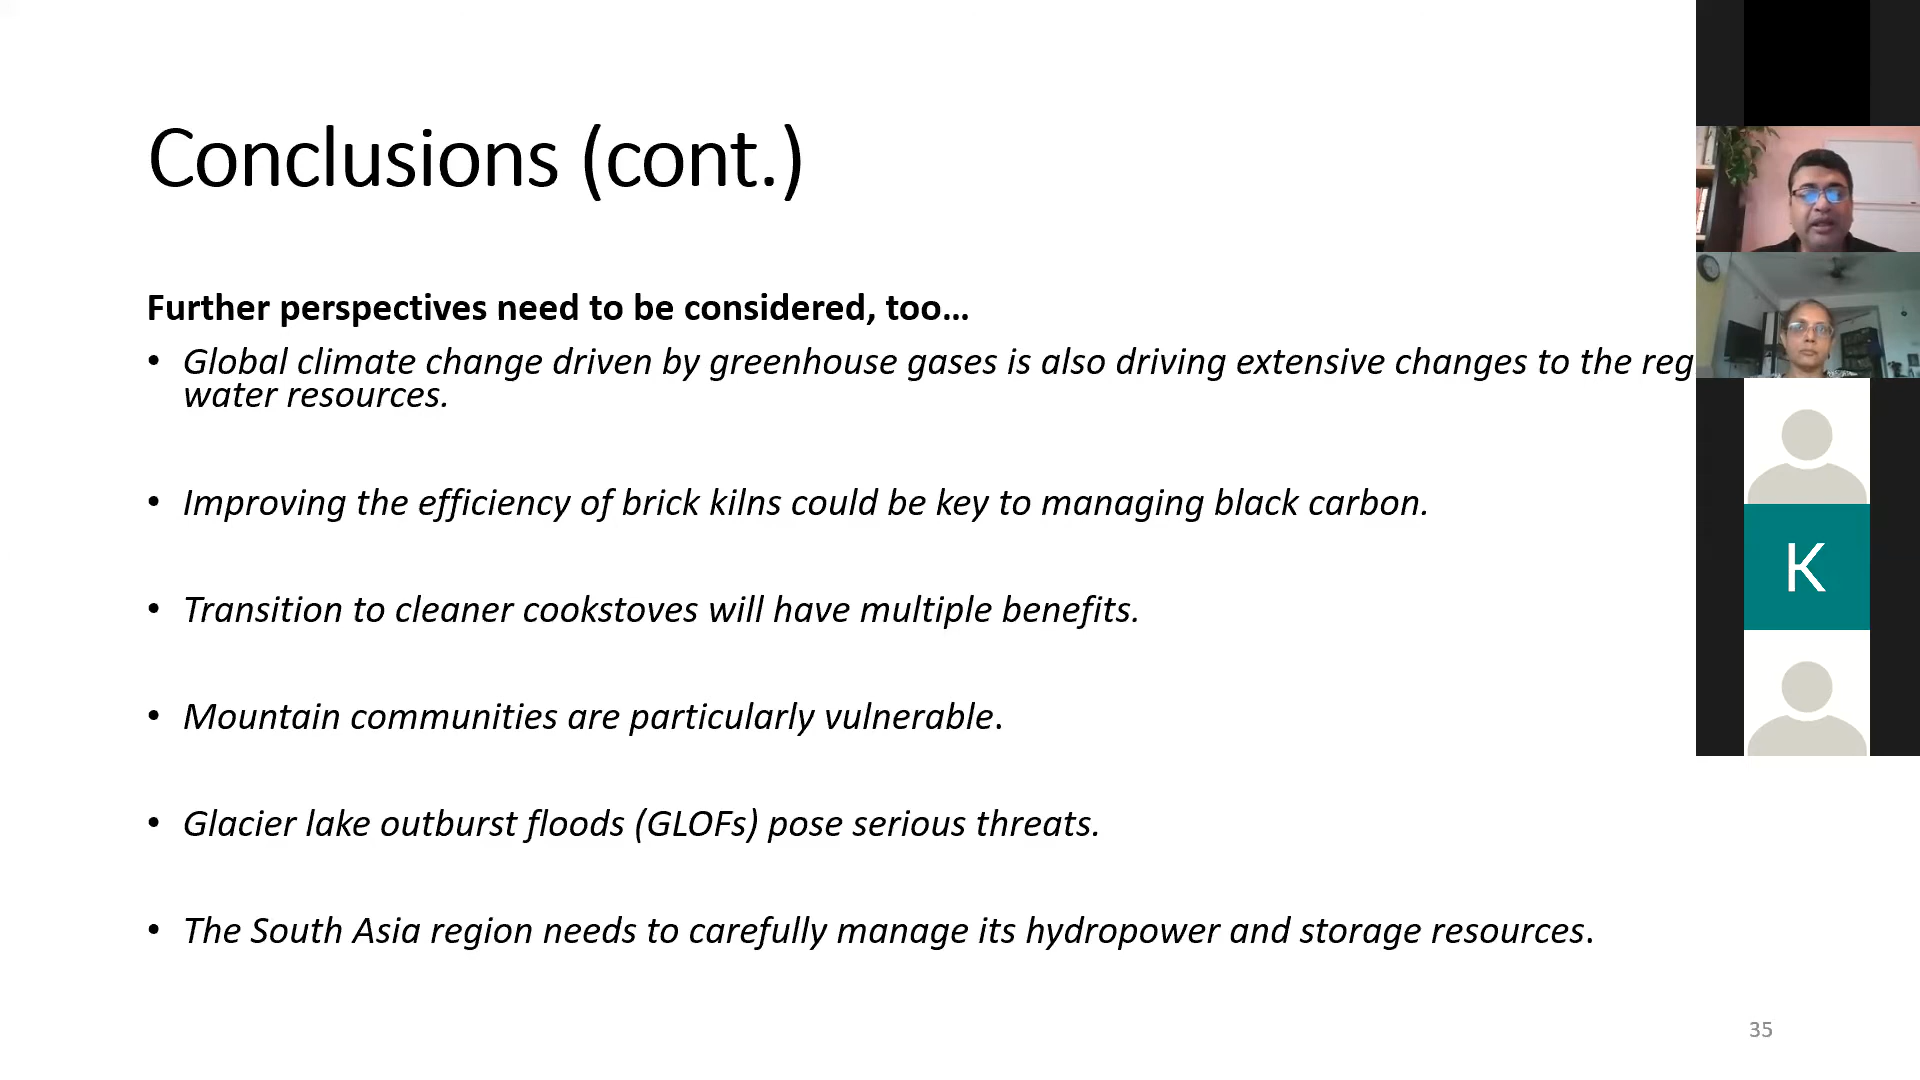 Conclusions (cont.)
Further perspectives need to be considered, too…
• Global climate change driven by greenhouse gases is also driving extensive changes to the reg
water resources.
• Improving the efficiency of brick kilns could be key to managing black carbon.
• Transition to cleaner cookstoves will have multiple benefits.
• Mountain communities are particularly vulnerable.
• Glacier lake outburst floods (GLOFs) pose serious threats.
• The South Asia region needs to carefully manage its hydropower and storage resources.
K
35